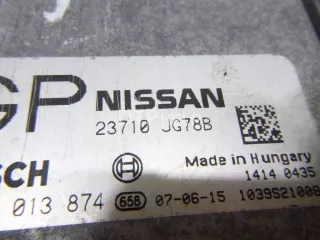 GP NISSAN
23710 JG78B
Made in Hungary
SCH 1414 0435
013 874 658 07-06-15 1039S21008